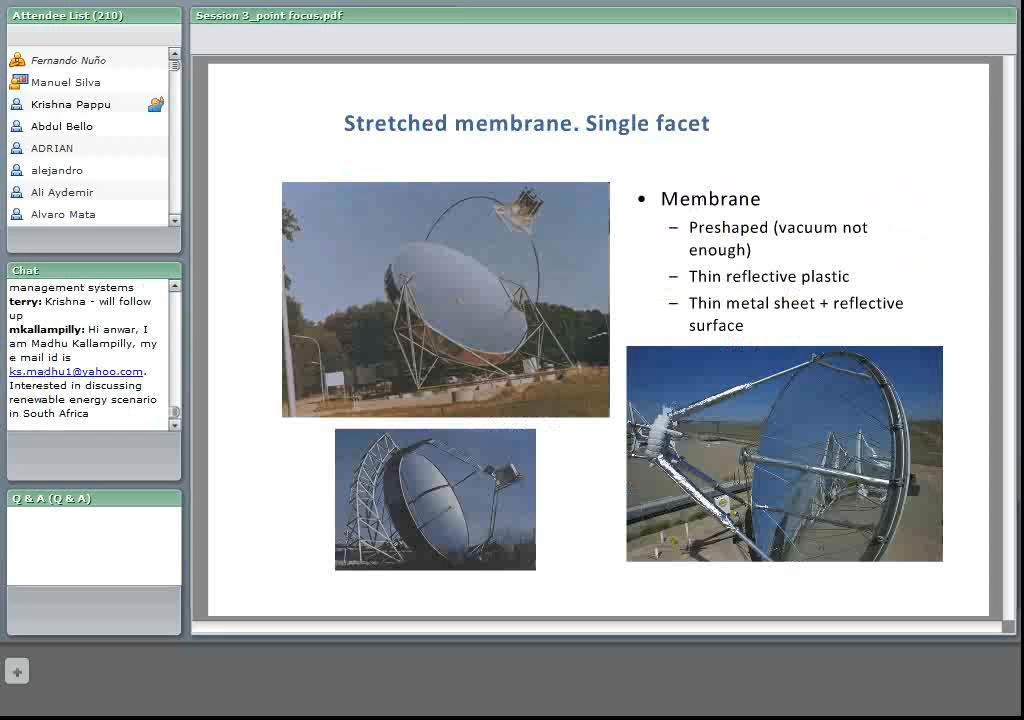 Attendee List (210)
Fernando Nuño
Manuel Silva
Krishna Pappu
Abdul Bello
ADRIAN
alejandro
Ali Aydemir
Alvaro Mata
Chat
management systems
terry: Krishna - will follow
up
mkallampilly: Hi anwar, I
am Madhu Kallampilly, my
e mail id is
ks.madhu1@yahoo.com.
Interested in discussing
renewable energy scenario
in South Africa
Q & A (Q & A)
Session 3_point focus.pdf
Stretched membrane. Single facet
• Membrane
– Preshaped (vacuum not
enough)
– Thin reflective plastic
– Thin metal sheet + reflective
surface